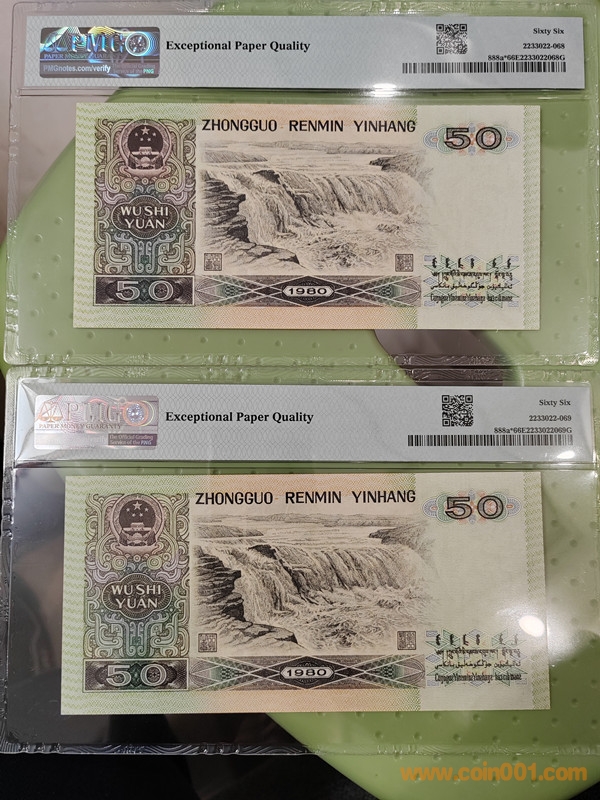 PMG
PMGnotes.com/verify
Exceptional Paper Quality
Sixty Six
2233022-068
888a*66E2233022068G
ZHONGGUO RENMIN YINHANG
50
WU SHI
YUAN
50
1980
PMG
PAPER MONEY GUARANTY
The Official Grading
Service of the PNG
Exceptional Paper Quality
Sixty Six
2233022-069
888a*66E2233022069G
ZHONGGUO RENMIN YINHANG
50
WU SHI
YUAN
50
1980
www.coin001.com